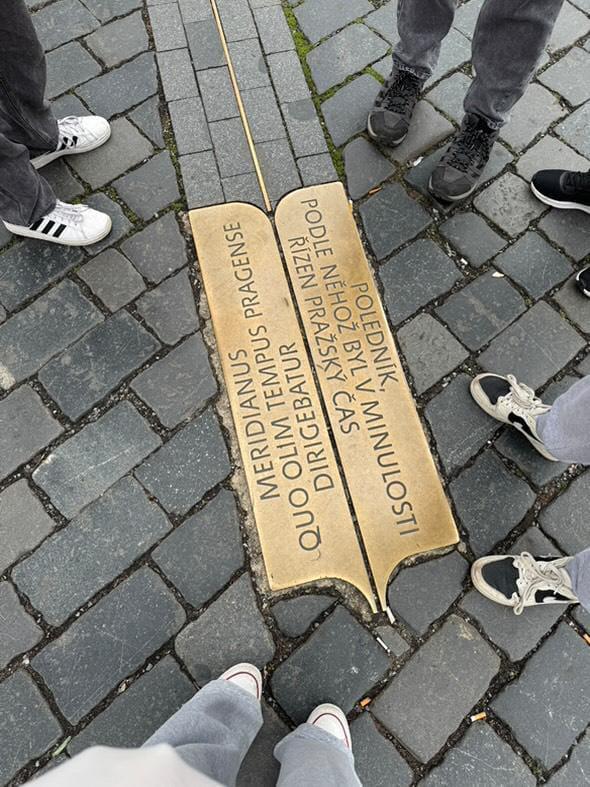 MERIDIANUS
QUO OLIM TEMPUS PRAGENSE
DIRIGEBATUR
POLEDNÍK,
PODLE NĚHOŽ BYL V MINULOSTI
ŘÍZEN PRAŽSKÝ ČAS